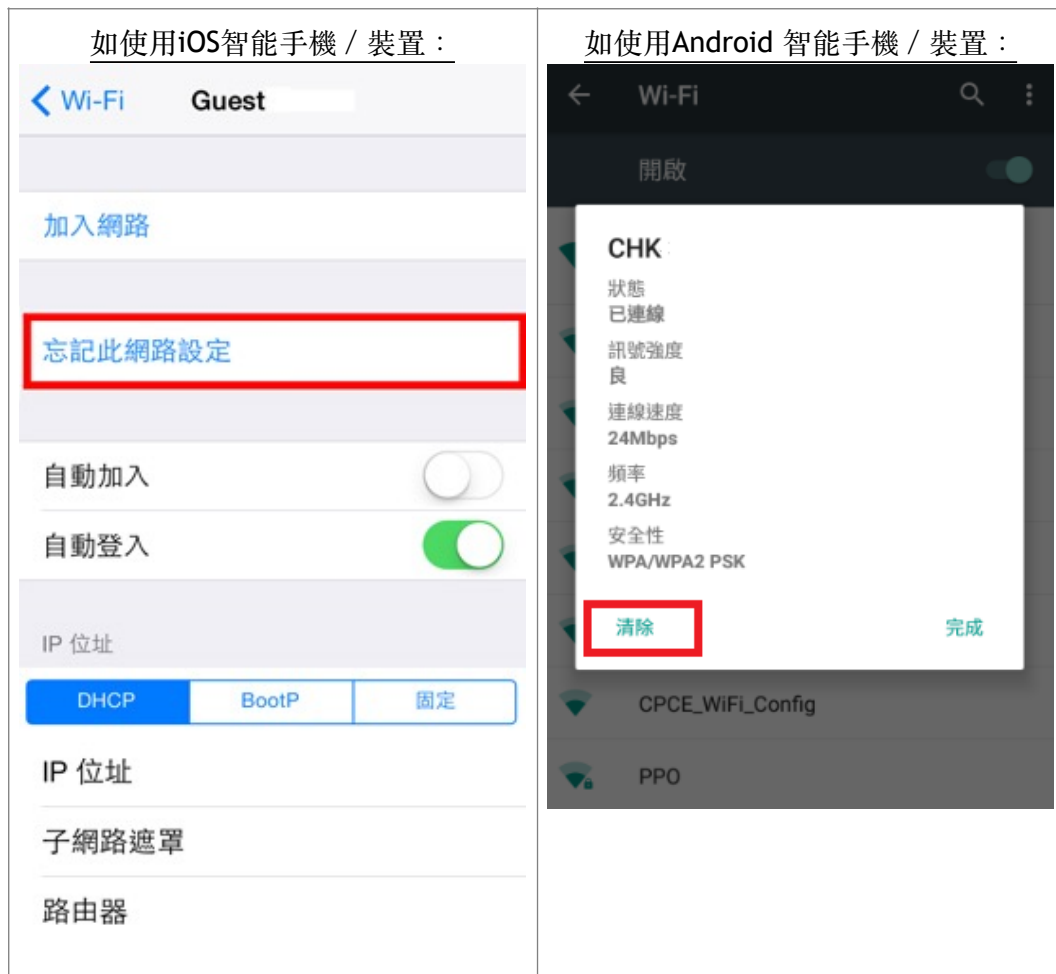 如使用iOS智能手機 / 裝置：
Wi-Fi Guest
加入網路
忘記此網路設定
自動加入
自動登入
IP 位址
DHCP BootP 固定
IP 位址
子網路遮罩
路由器
如使用Android 智能手機 / 裝置：
Wi-Fi
開啟
CHK
狀態
已連線
訊號強度
良
連線速度
24Mbps
頻率
2.4GHz
安全性
WPA/WPA2 PSK
清除 完成
CPCE_WiFi_Config
PPO